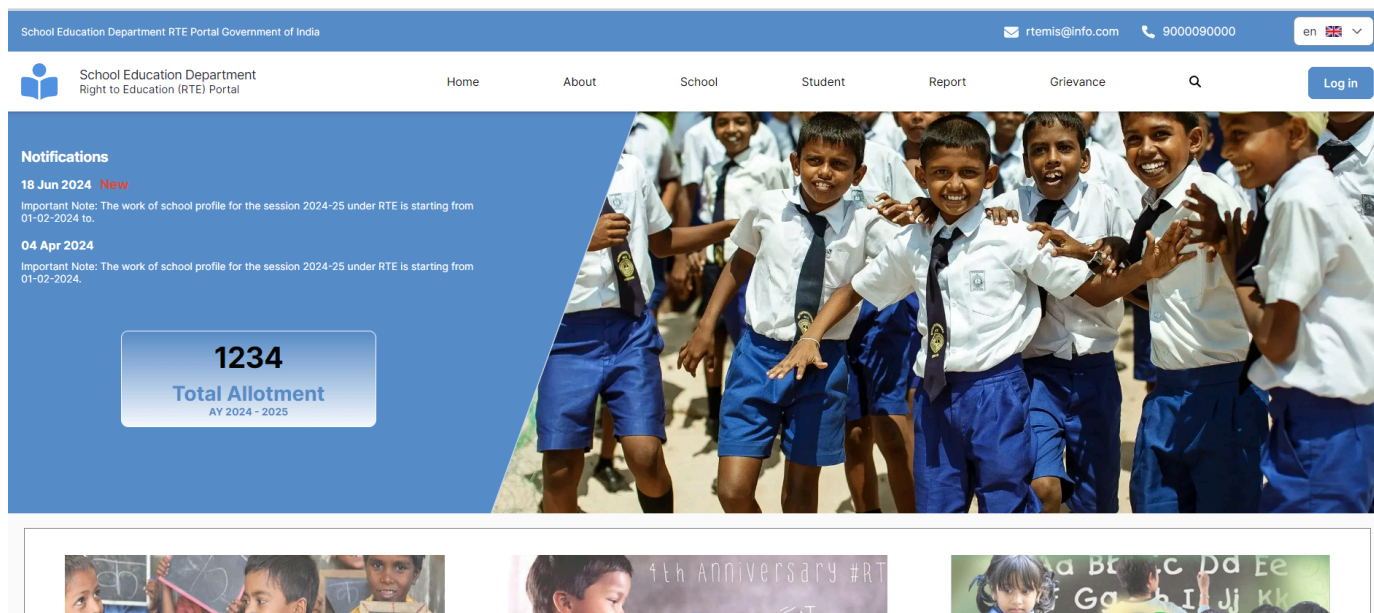 School Education Department RTE Portal Government of India
rtemis@info.com
9000090000
en
School Education Department
Right to Education (RTE) Portal
Home
About
School
Student
Report
Grievance
Log in
Notifications
18 Jun 2024 New
Important Note: The work of school profile for the session 2024-25 under RTE is starting from
01-02-2024 to.
04 Apr 2024
Important Note: The work of school profile for the session 2024-25 under RTE is starting from
01-02-2024.
1234
Total Allotment
AY 2024 - 2025
4th Anniversary #RT
Dd Ee